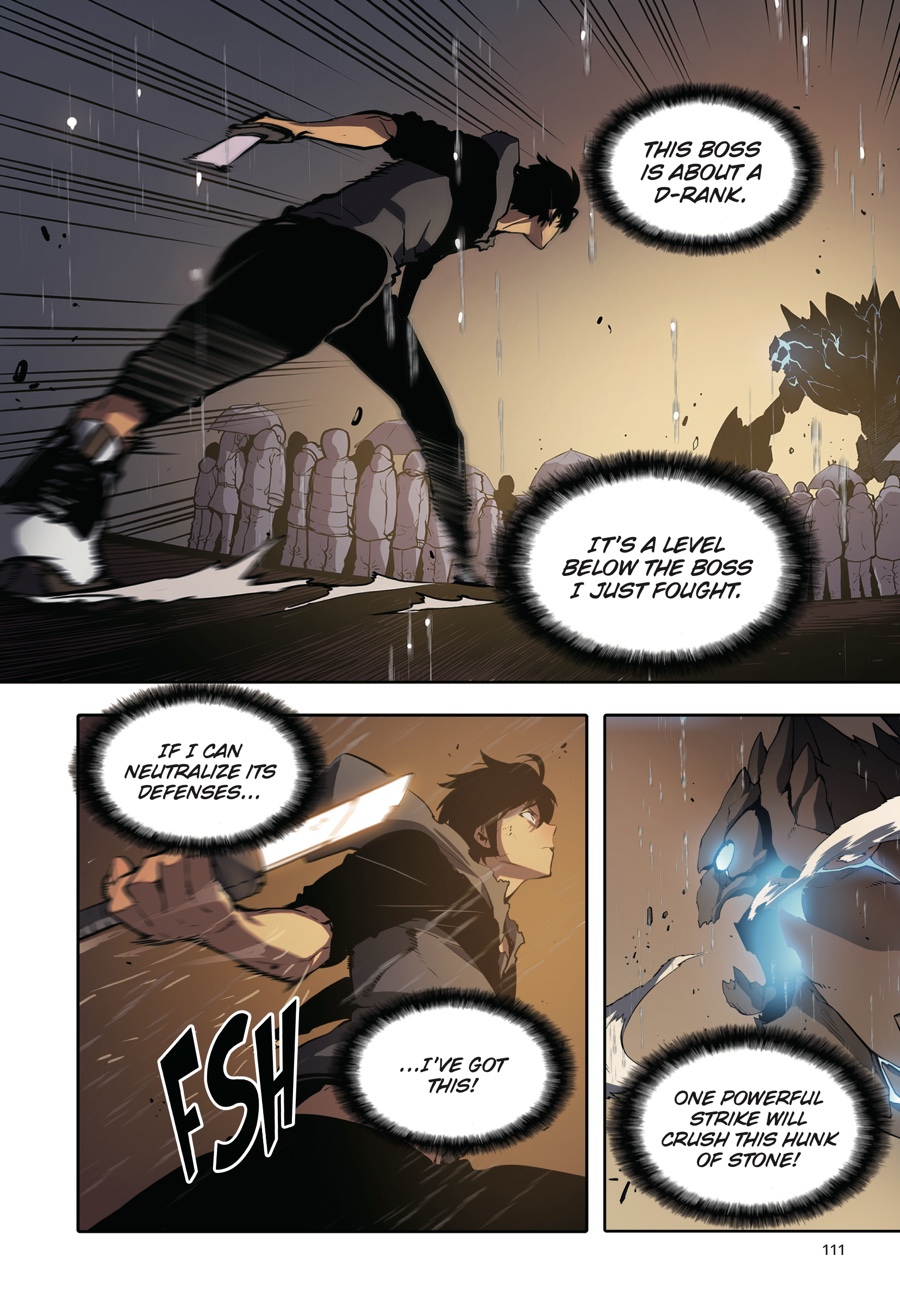 THIS BOSS
IS ABOUT A
D-RANK.
IT'S A LEVEL
BELOW THE BOSS
I JUST FOUGHT.
IF I CAN
NEUTRALIZE ITS
DEFENSES...
FSH
...I'VE GOT
THIS!
ONE POWERFUL
STRIKE WILL
CRUSH THIS HUNK
OF STONE!
111